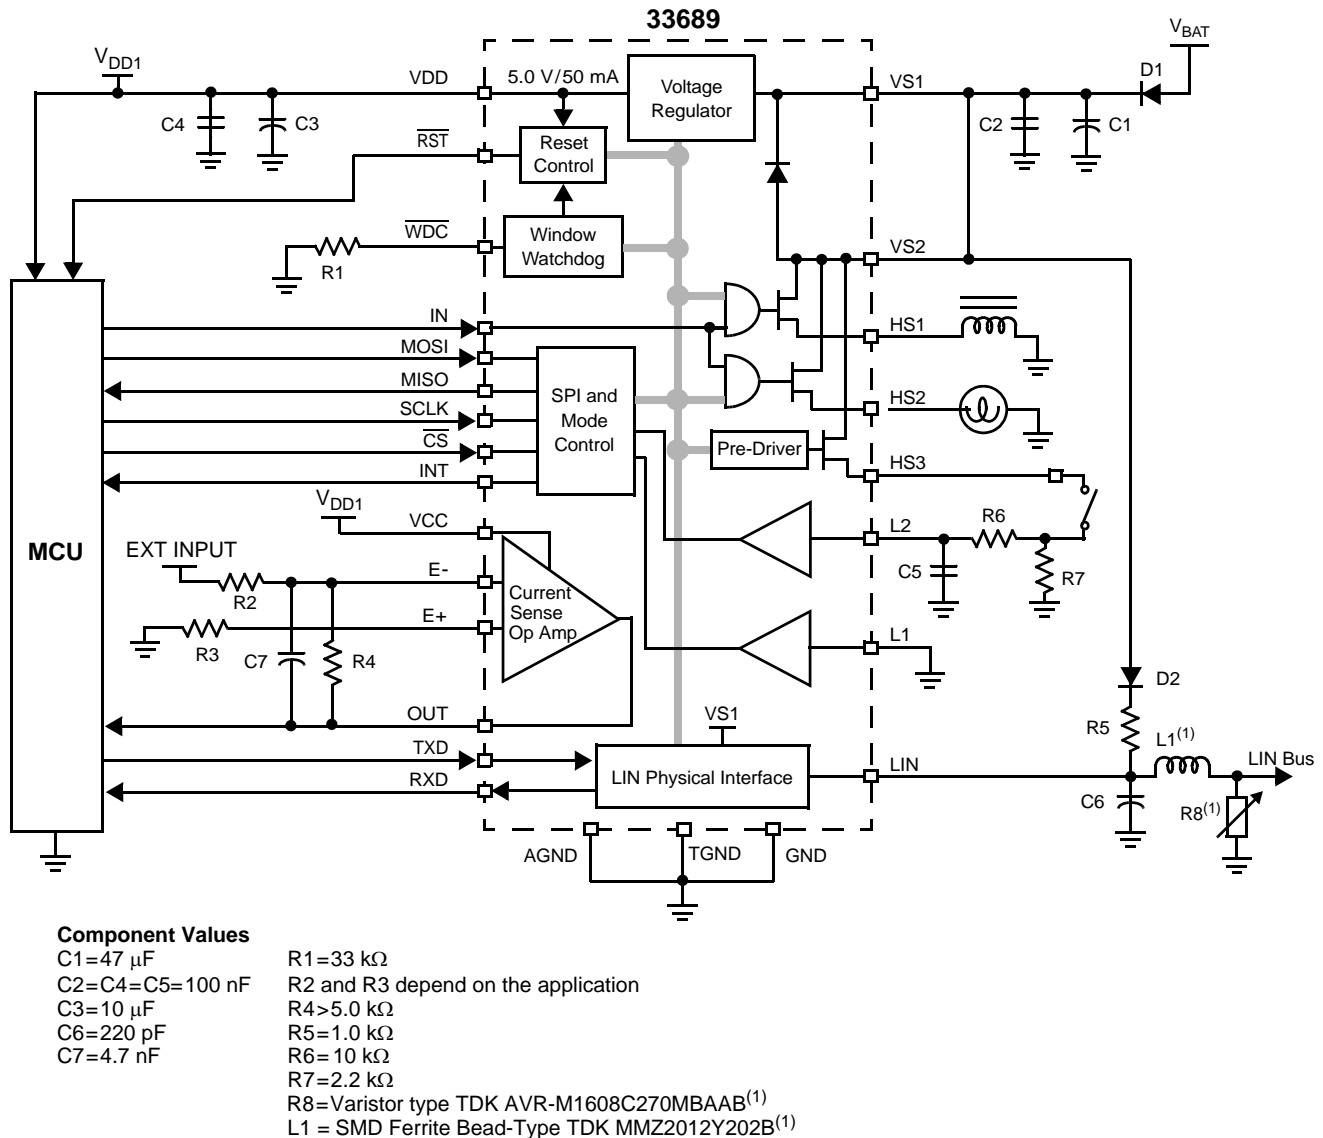 33689
VBAT
VDD1
VDD
5.0 V/50 mA
Voltage
Regulator
VS1
D1
C4
C3
C2
C1
RST
Reset
Control
WDC
R1
Window
Watchdog
VS2
IN
HS1
MOSI
MISO
SPI and
Mode
Control
HS2
SCLK
CS
Pre-Driver
HS3
INT
VDD1
VCC
L2
R6
MCU
EXT INPUT
E-
C5
R7
R2
Current
Sense
Op Amp
E+
L1
R3
C7
R4
D2
OUT
VS1
R5
L1(1)
TXD
LIN Physical Interface
LIN
LIN Bus
RXD
C6
R8(1)
AGND
TGND
GND
Component Values
C1=47 μF
R1=33 kΩ
C2=C4=C5=100 nF
R2 and R3 depend on the application
C3=10 μF
R4>5.0 kΩ
C6=220 pF
R5=1.0 kΩ
C7=4.7 nF
R6=10 kΩ
R7=2.2 kΩ
R8=Varistor type TDK AVR-M1608C270MBAAB(1)
L1 = SMD Ferrite Bead-Type TDK MMZ2012Y202B(1)